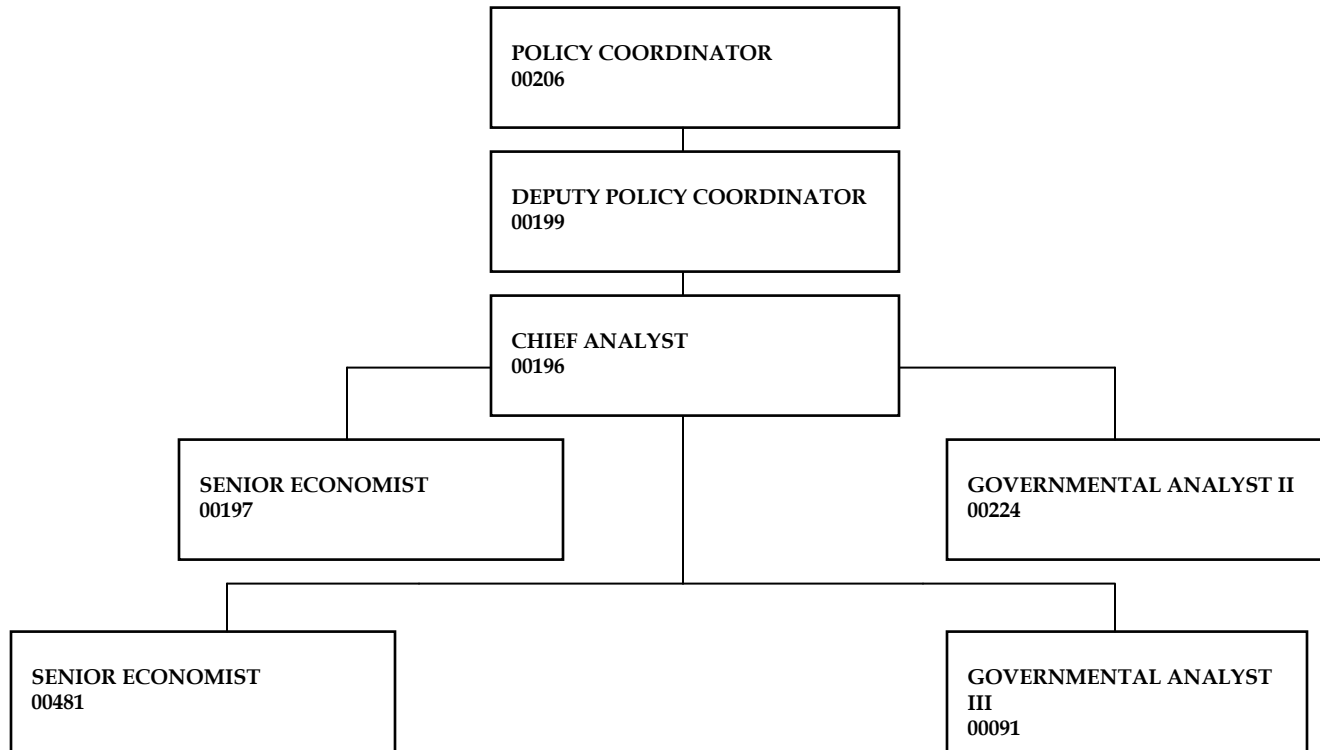 POLICY COORDINATOR
00206
DEPUTY POLICY COORDINATOR
00199
CHIEF ANALYST
00196
SENIOR ECONOMIST
00197
GOVERNMENTAL ANALYST II
00224
SENIOR ECONOMIST
00481
GOVERNMENTAL ANALYST
III
00091